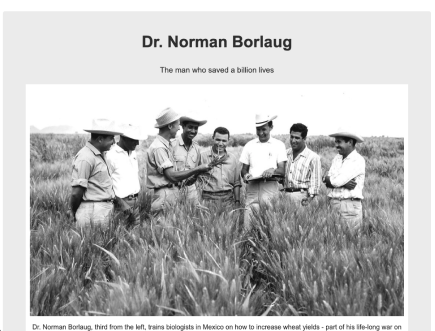 Dr. Norman Borlaug
The man who saved a billion lives
Dr. Norman Borlaug, third from the left, trains biologists in Mexico on how to increase wheat yields - part of his life-long war on